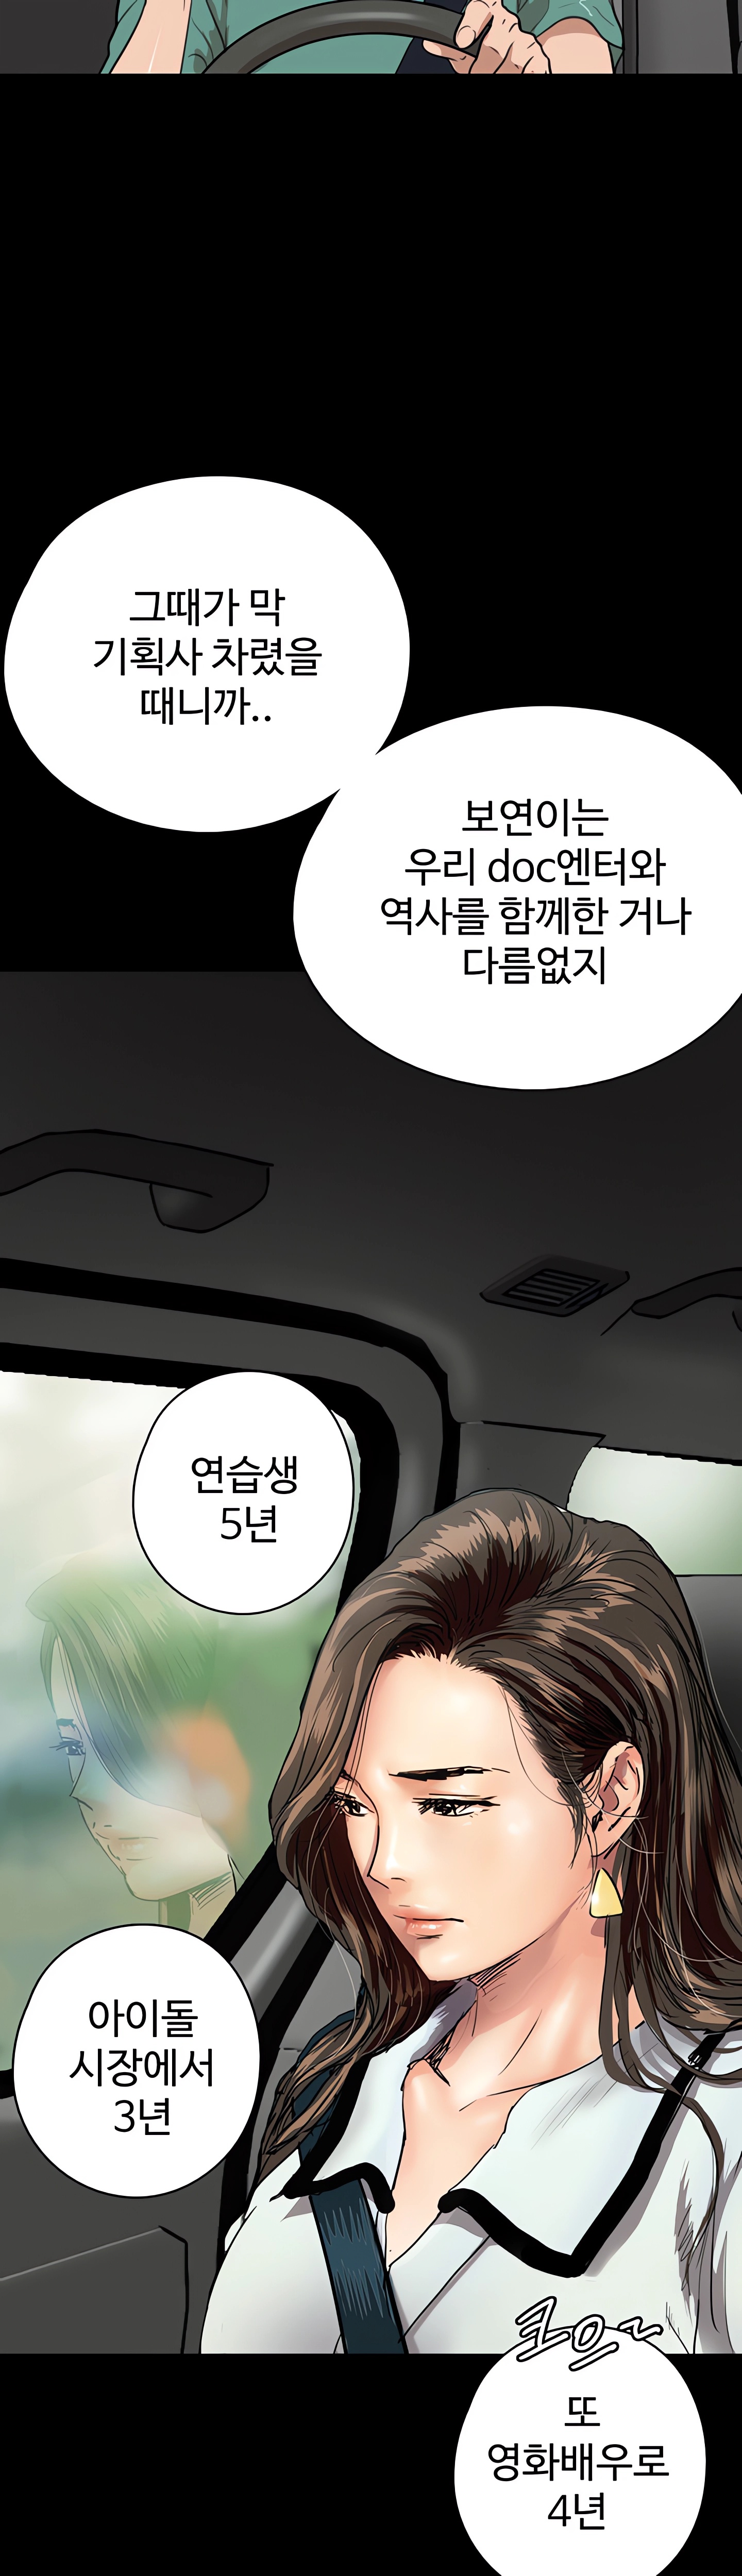 그때가 막
기획사 차렸을
때니까..
보연이는
우리 doc엔터와
역사를 함께한 거나
다름없지
연습생
5년
아이돌
시장에서
3년
크으~
또
영화배우로
4년